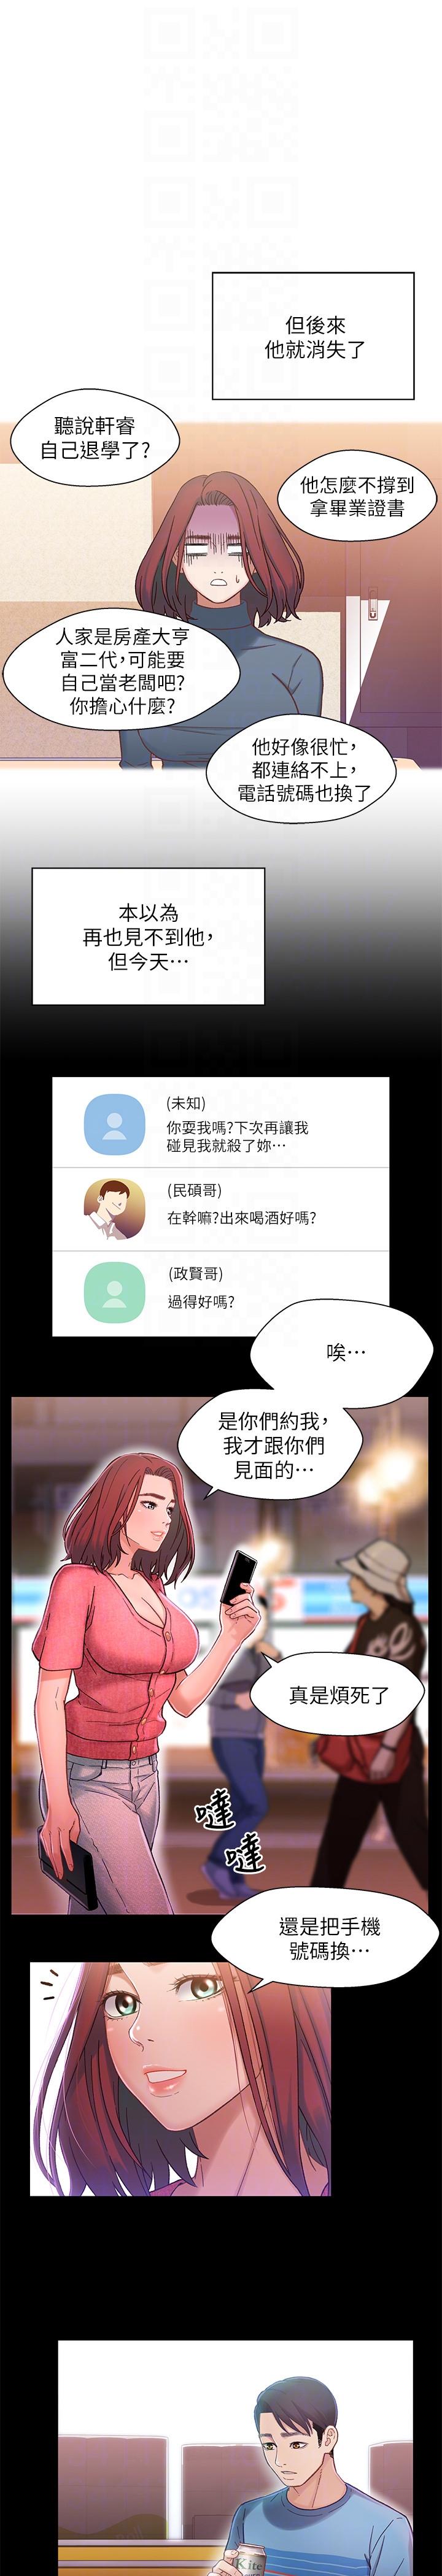 但後來
他就消失了
聽說軒睿
自己退學了?
他怎麼不撐到
拿畢業證書
人家是房產大亨
富二代,可能要
自己當老闆吧?
你擔心什麼?
他好像很忙,
都連絡不上,
電話號碼也換了
本以為
再也見不到他,
但今天…
(未知)
你耍我嗎?下次再讓我
碰見我就殺了妳…
(民碩哥)
在幹嘛?出來喝酒好嗎?
(政賢哥)
過得好嗎?
唉…
是你們約我,
我才跟你們
見面的…
真是煩死了
噠
噠
還是把手機
號碼換…
Kite